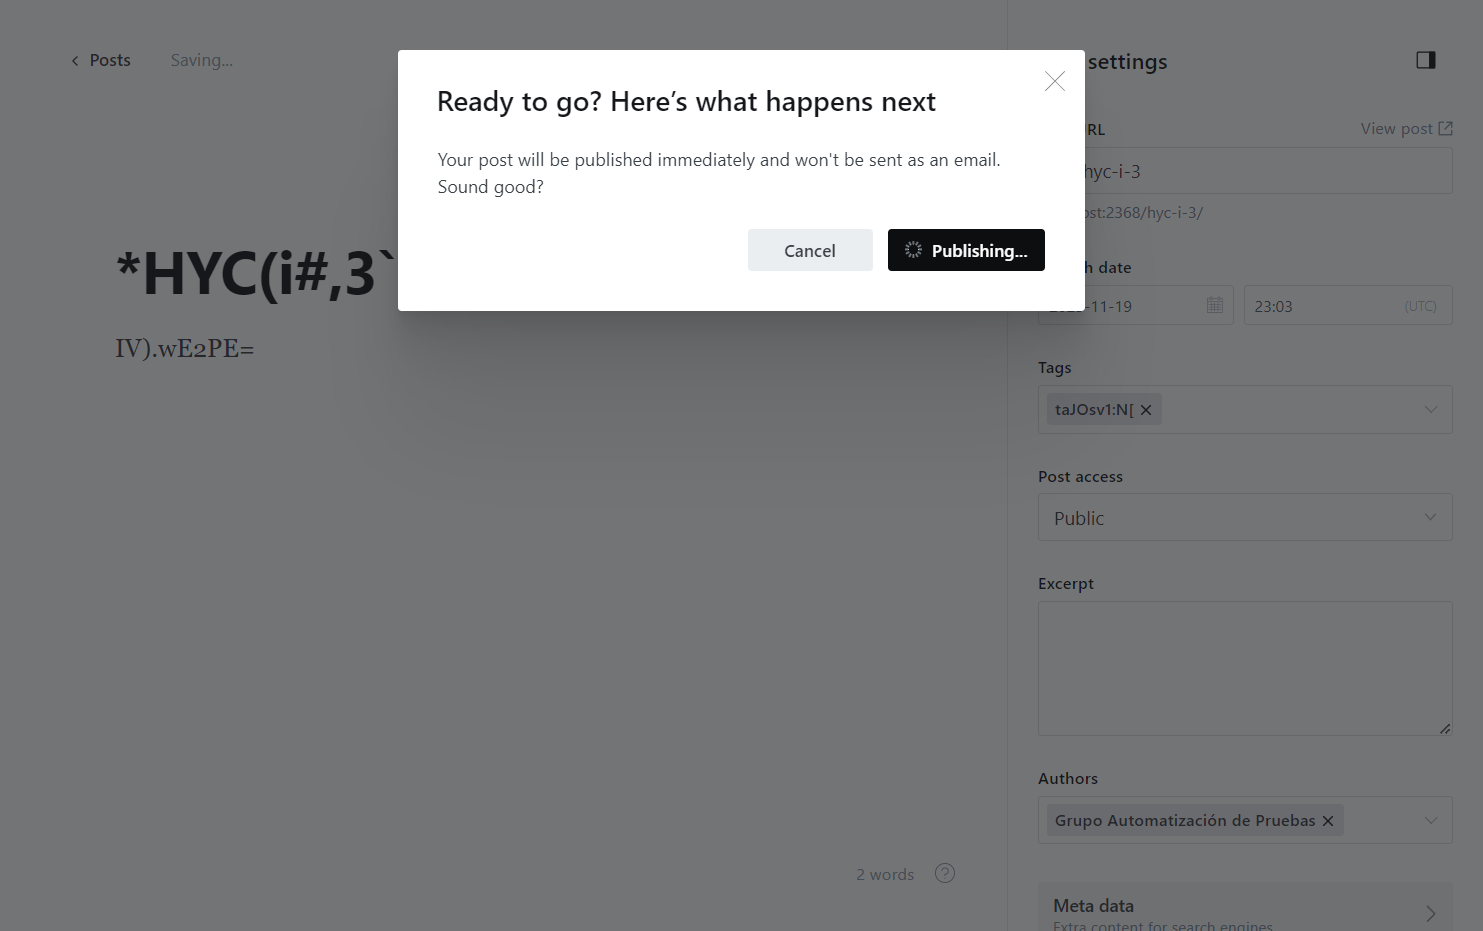 Posts
Saving...
Ready to go? Here's what happens next
Your post will be published immediately and won't be sent as an email.
Sound good?
Cancel
Publishing...
*HYC(i#,3`
IV).wE2PE=
2 words
settings
RL
View post
hyc-i-3
ost:2368/hyc-i-3/
h date
-11-19
23:03
(UTC)
Tags
taJOsv1:N[
Post access
Public
Excerpt
Authors
Grupo Automatización de Pruebas
Meta data
Extra content for search engines